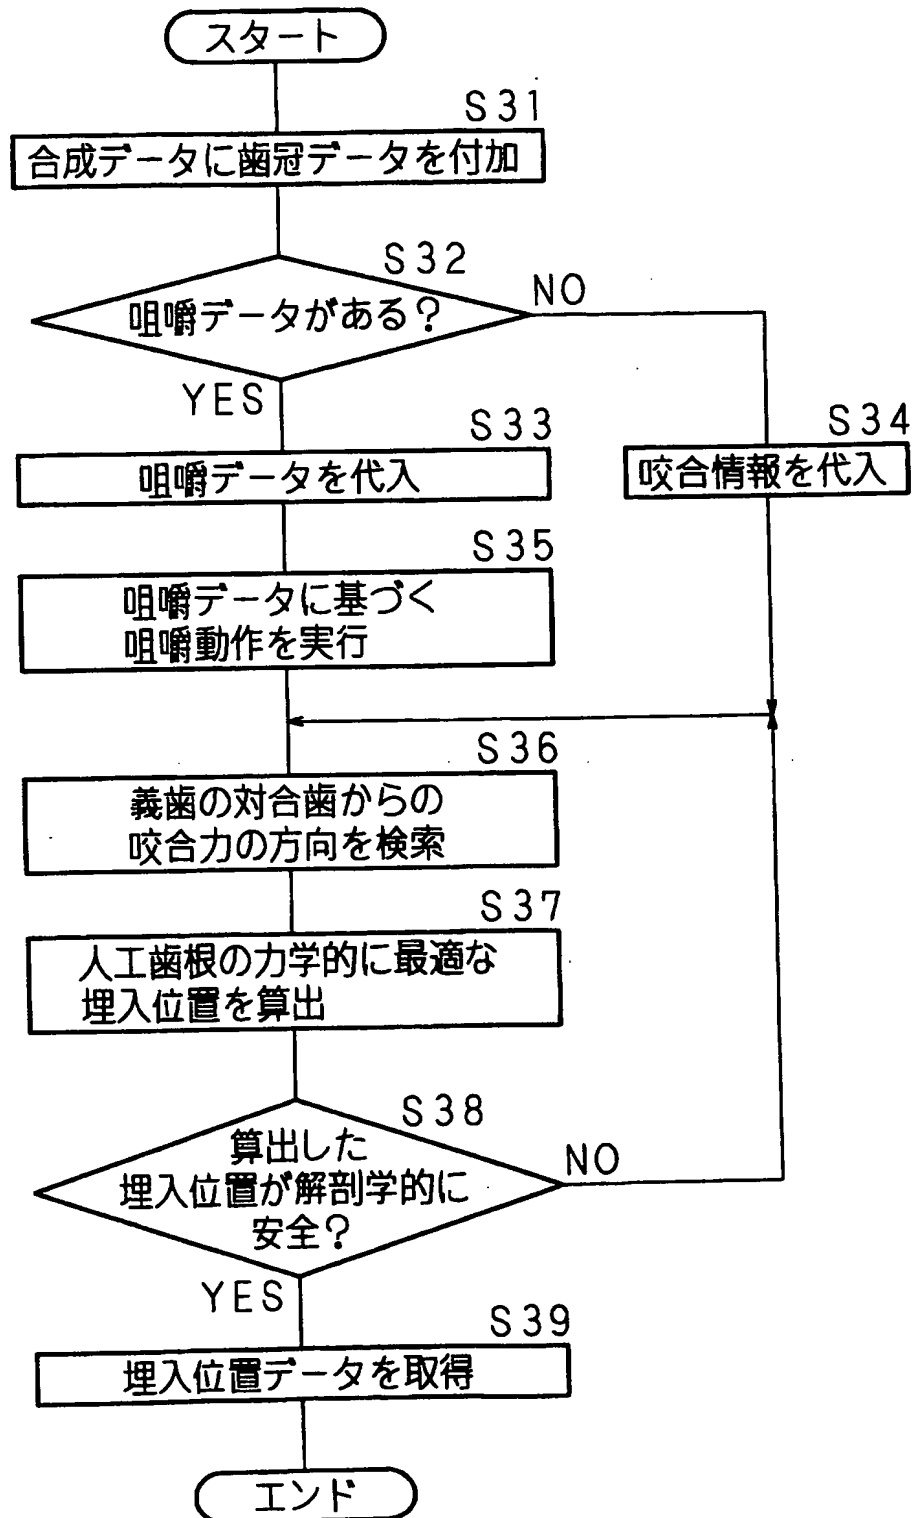 スタート
S31
合成データに歯冠データを付加
S32
咀嚼データがある?
NO
YES
S33
咀嚼データを代入
S34
咬合情報を代入
S35
咀嚼データに基づく
咀嚼動作を実行
S36
義歯の対合歯からの
咬合力の方向を検索
S37
人工歯根の力学的に最適な
埋入位置を算出
S38
算出した
埋入位置が解剖学的に
安全?
NO
YES
S39
埋入位置データを取得
エンド